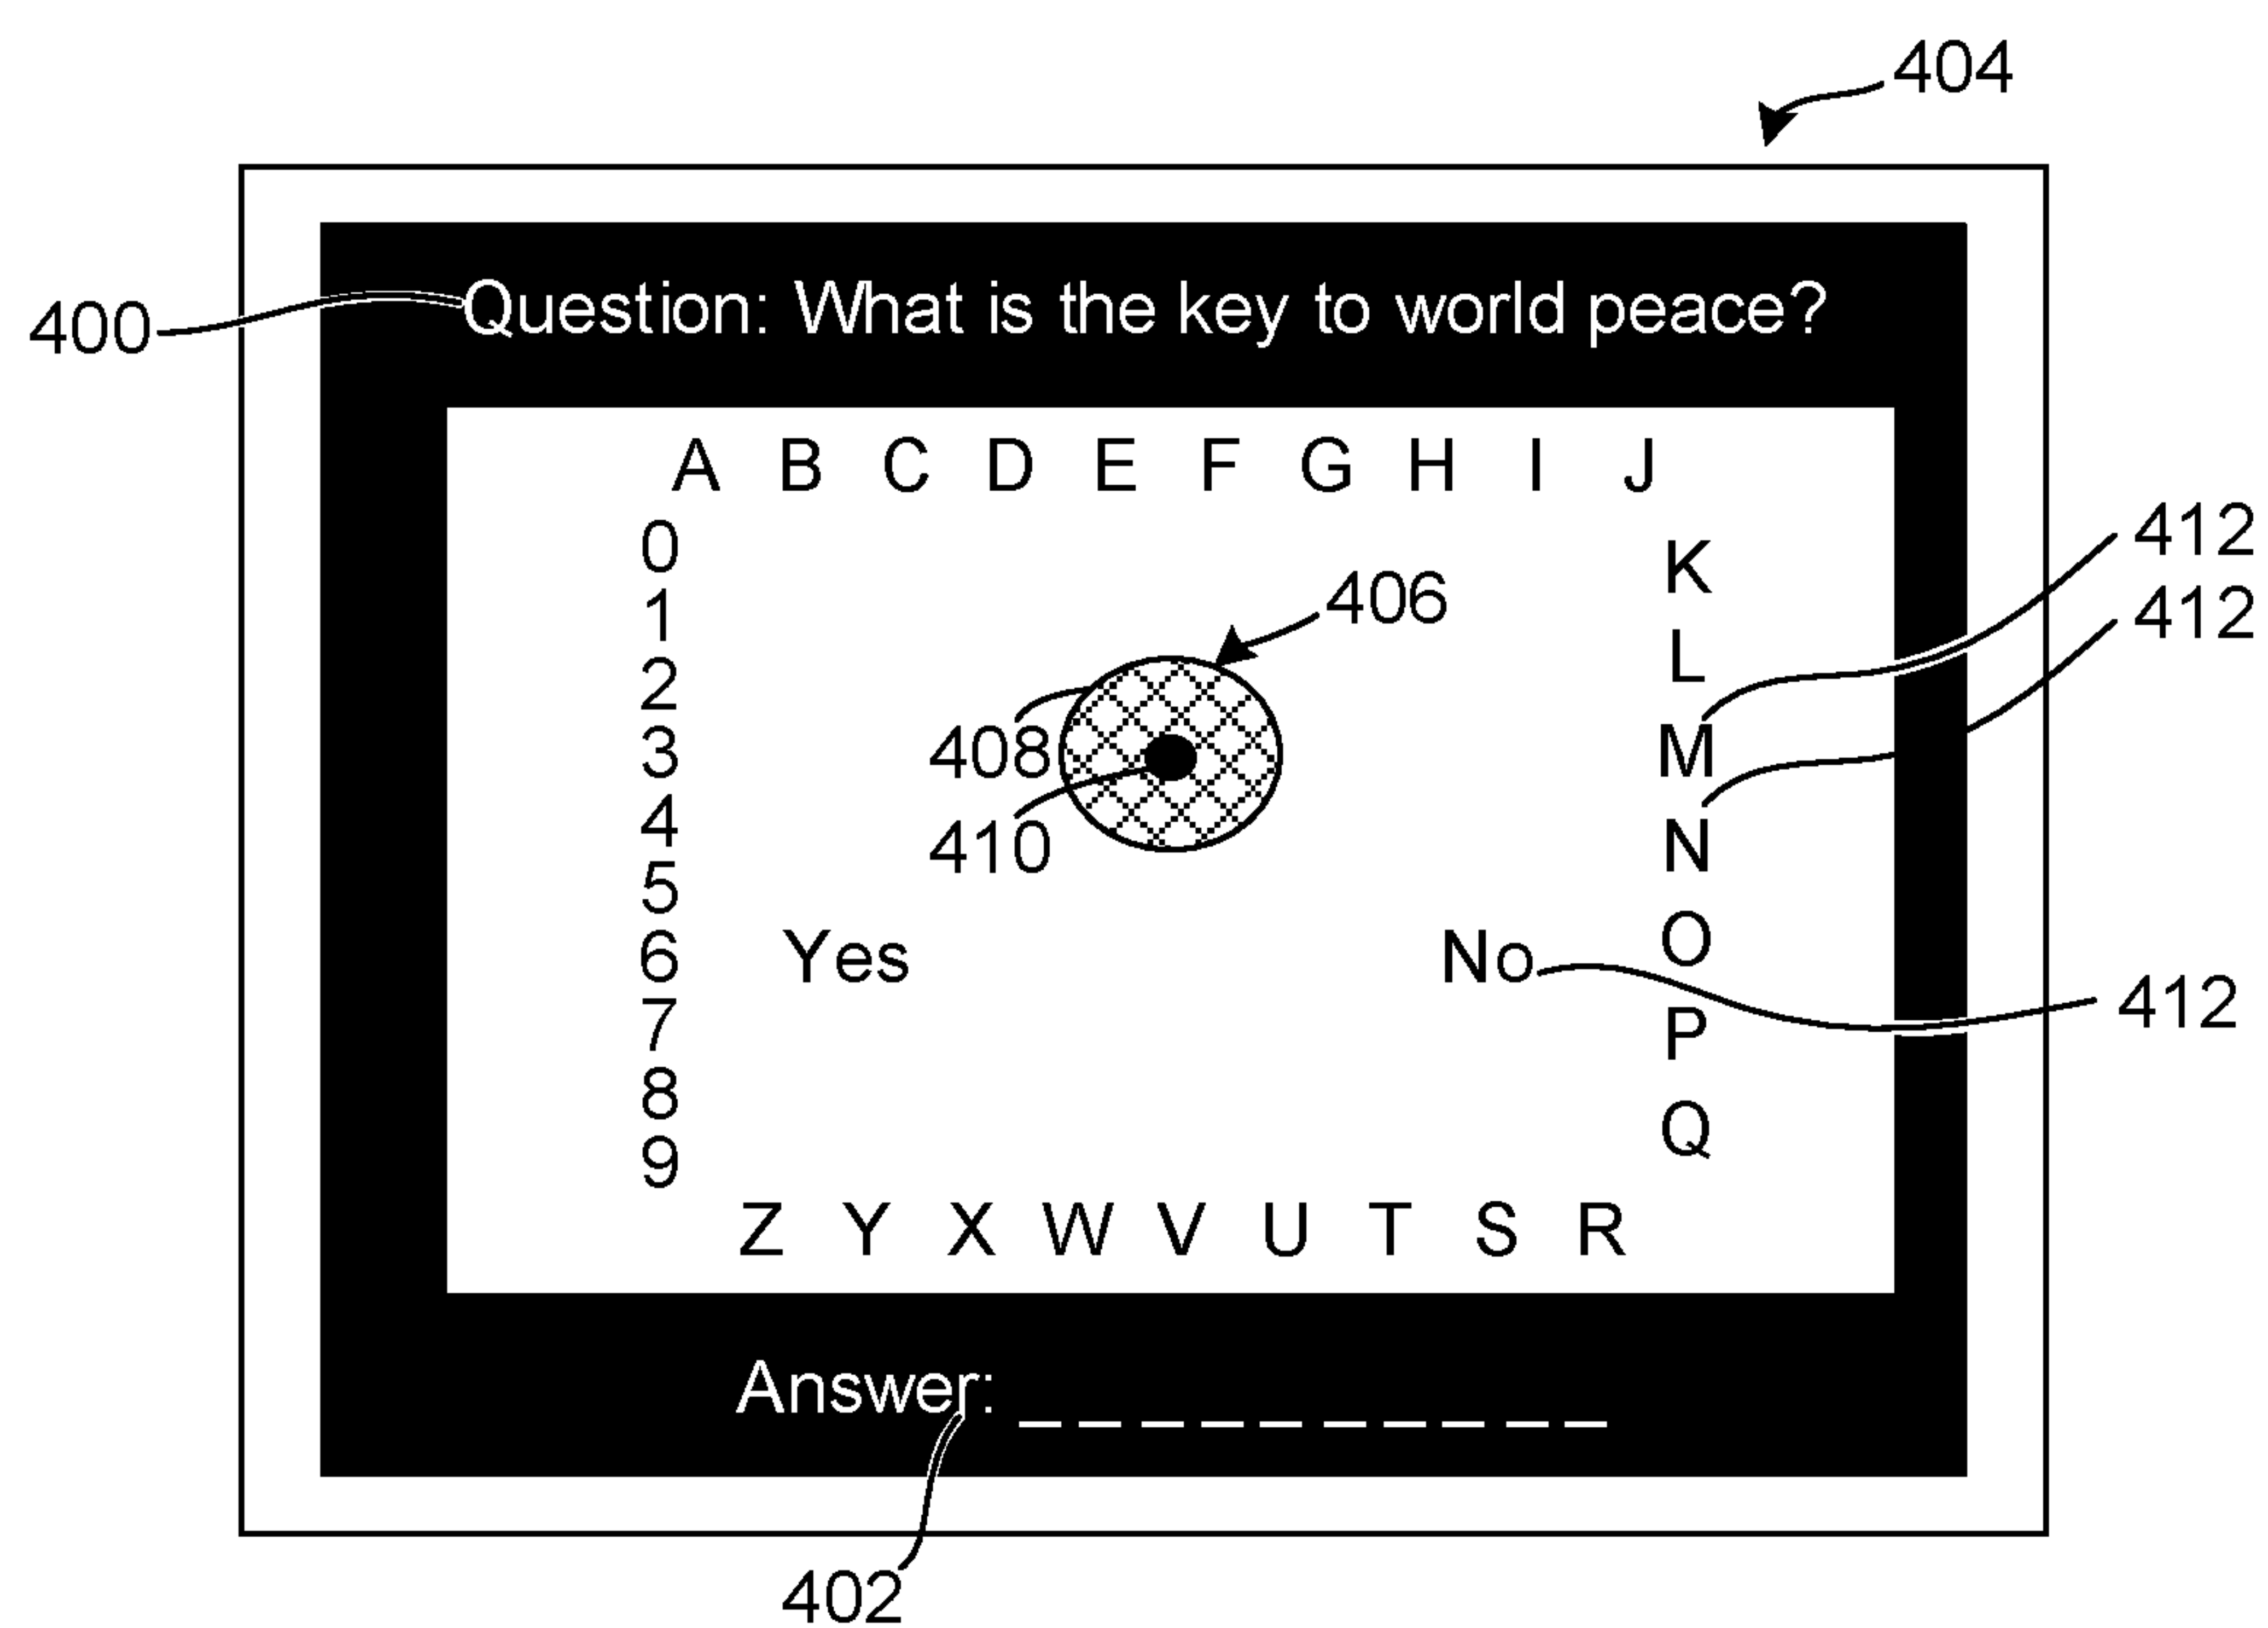 404
400
Question: What is the key to world peace?
A B C D E F G H I J
0
1
2
3
4
5
6
7
8
9
406
408
410
Yes
No
K
L
M
N
O
P
Q
412
412
412
Z Y X W V U T S R
Answer: _ _ _ _ _ _ _ _ _ _
402